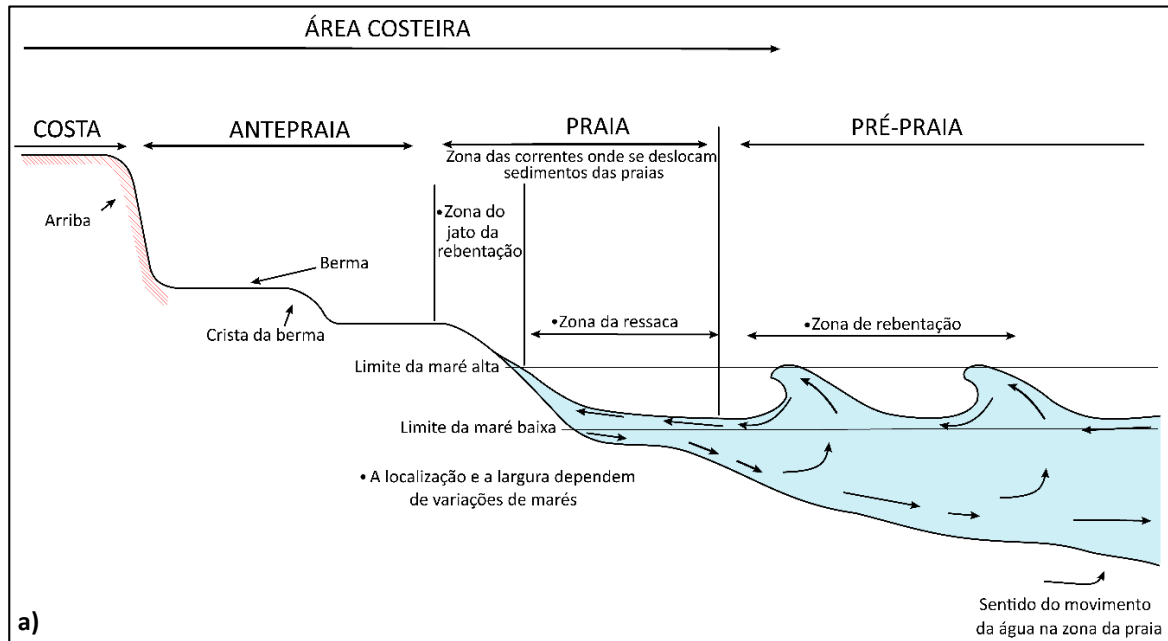 ÁREA COSTEIRA
COSTA
ANTEPRAIA
PRAIA
PRÉ-PRAIA
Zona das correntes onde se deslocam
sedimentos das praias
Arriba
•Zona do
jato da
rebentação
Berma
Crista da berma
•Zona da ressaca
•Zona de rebentação
Limite da maré alta
Limite da maré baixa
•A localização e a largura dependem
de variações de marés
Sentido do movimento
da água na zona da praia
a)